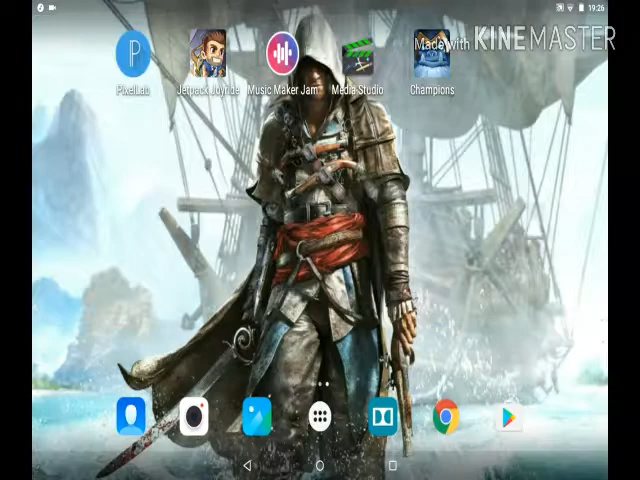 19:26
Made with KINEMASTER
P
PixelLab
Jetpack Joyride
Music Maker Jam
Media Studio
Champions